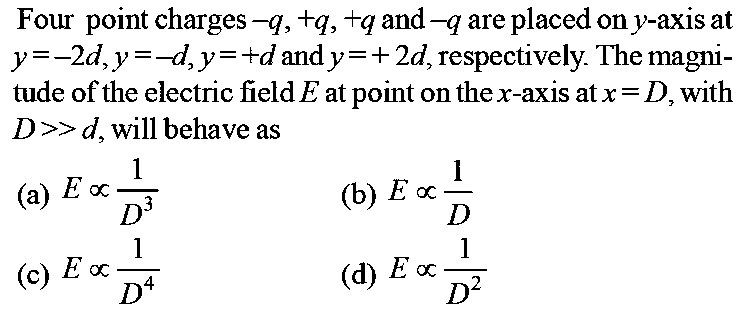 Four point charges –q, +q, +q and –q are placed on y-axis at
y = –2d, y = –d, y = +d and y = + 2d, respectively. The magni-
tude of the electric field E at point on the x-axis at x = D, with
D >> d, will behave as
(a) E ∝ 1/D³ (b) E ∝ 1/D
(c) E ∝ 1/D⁴ (d) E ∝ 1/D²